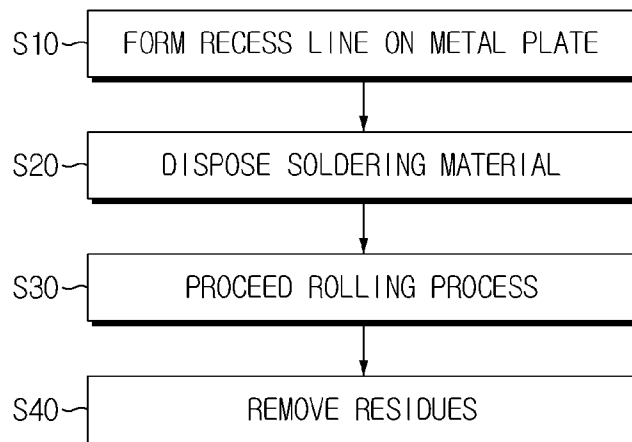 S10 FORM RECESS LINE ON METAL PLATE
S20 DISPOSE SOLDERING MATERIAL
S30 PROCEED ROLLING PROCESS
S40 REMOVE RESIDUES